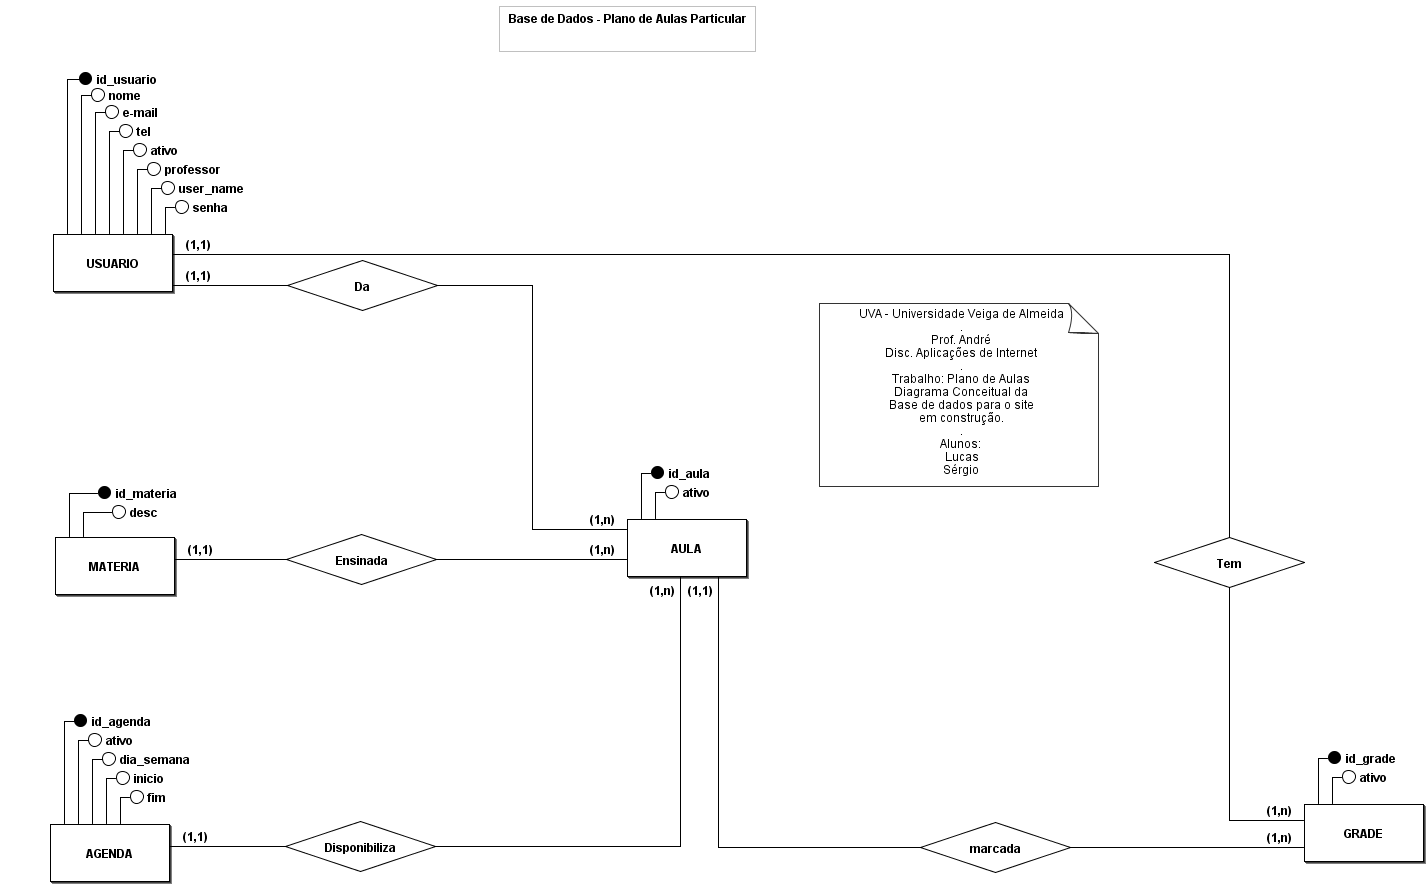 Base de Dados - Plano de Aulas Particular
id_usuario
nome
e-mail
tel
ativo
professor
user_name
senha
(1,1)
USUARIO
(1,1)
Da
UVA - Universidade Veiga de Almeida
.
Prof. André
Disc. Aplicações de Internet
.
Trabalho: Plano de Aulas
Diagrama Conceitual da
Base de dados para o site
em construção.
.
Alunos:
Lucas
Sérgio
id_materia
desc
MATERIA
(1,1)
Ensinada
id_aula
ativo
(1,n)
(1,n)
AULA
(1,n)
(1,1)
Tem
id_agenda
ativo
dia_semana
inicio
fim
AGENDA
(1,1)
Disponibiliza
marcada
id_grade
ativo
(1,n)
(1,n)
GRADE